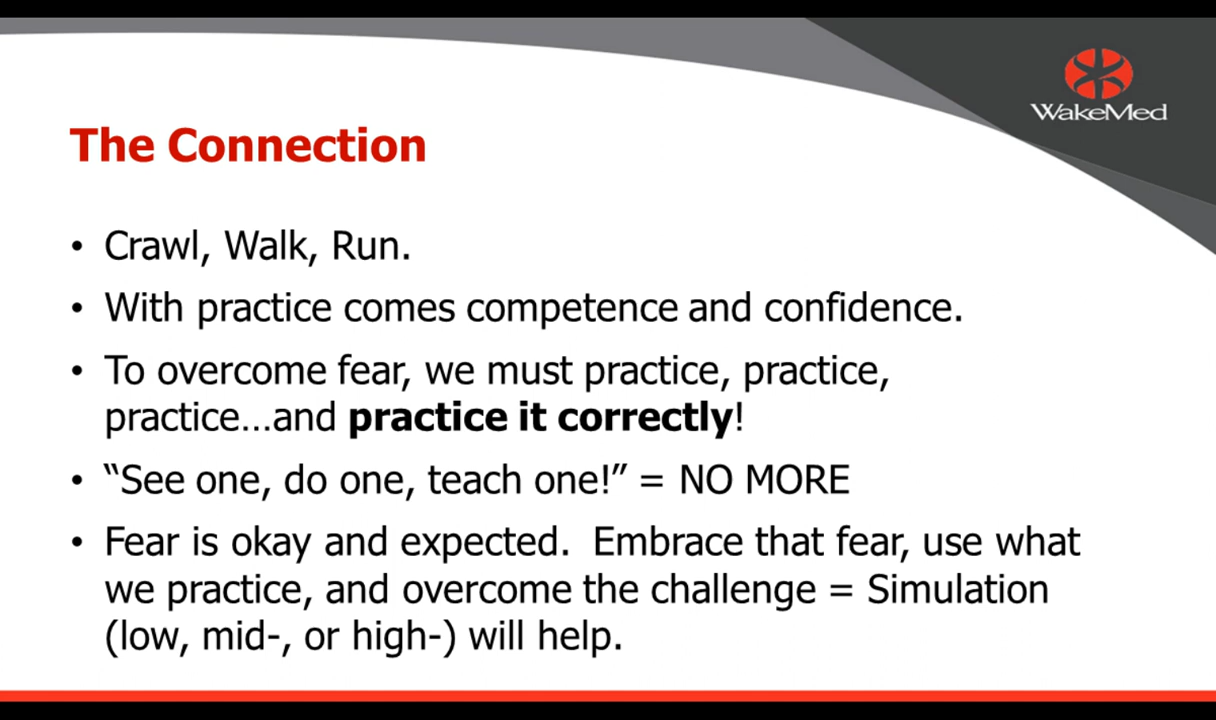 WakeMed
The Connection
• Crawl, Walk, Run.
• With practice comes competence and confidence.
• To overcome fear, we must practice, practice,
practice…and practice it correctly!
• “See one, do one, teach one!” = NO MORE
• Fear is okay and expected.  Embrace that fear, use what
we practice, and overcome the challenge = Simulation
(low, mid-, or high-) will help.